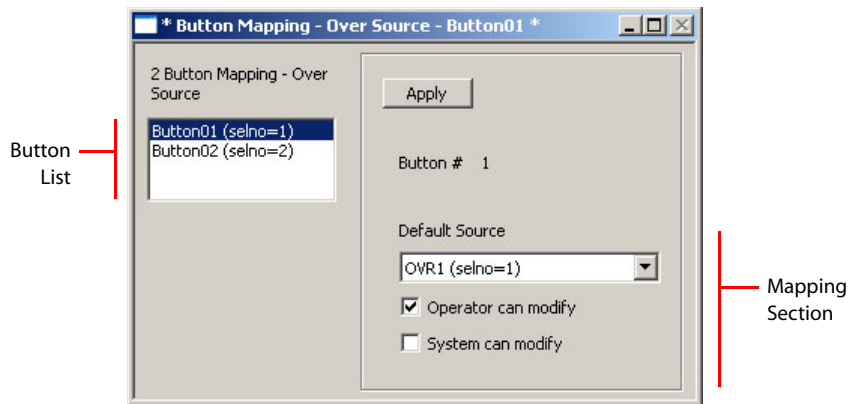 * Button Mapping - Over Source - Button01 *
2 Button Mapping - Over
Source
Button01 (selno=1)
Button02 (selno=2)
Button
List
Apply
Button # 1
Default Source
OVR1 (selno=1)
Operator can modify
System can modify
Mapping
Section